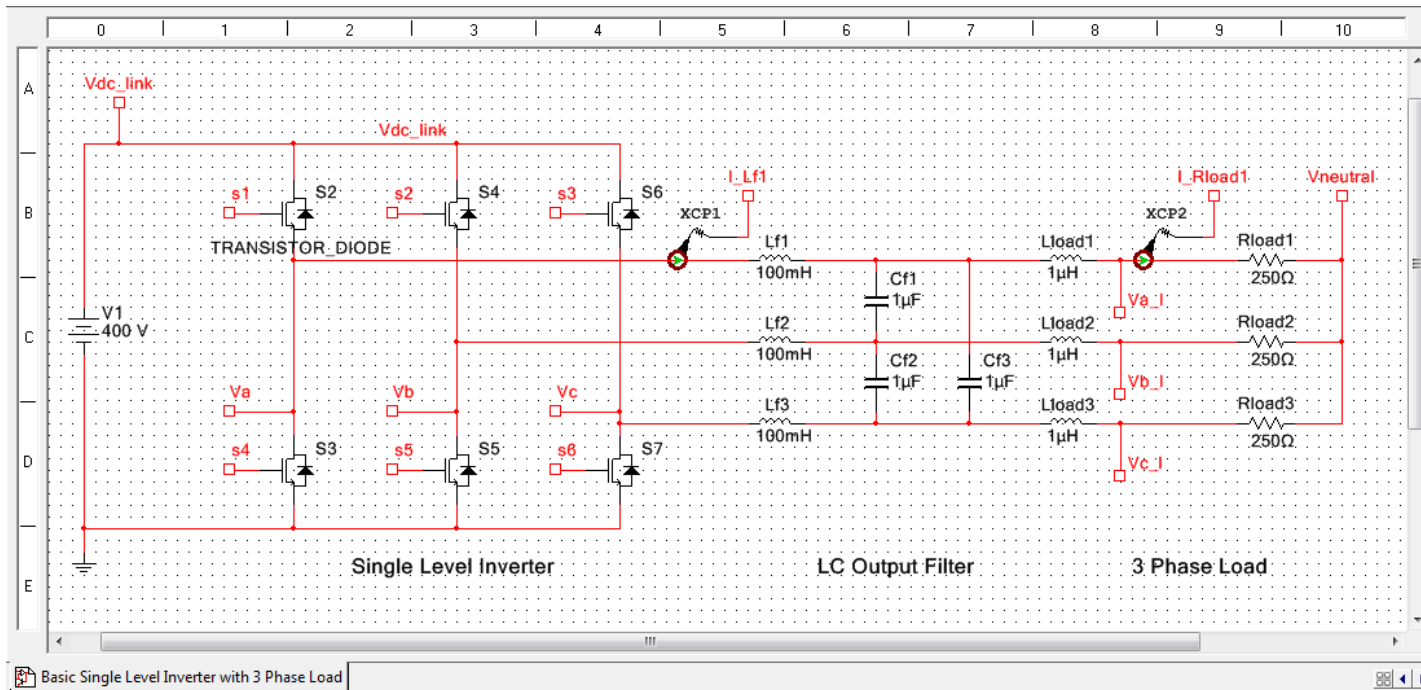 0 1 2 3 4 5 6 7 8 9 10
A
B
C
D
E
Vdc_link
Vdc_link
I_Lf1
I_Rload1
Vneutral
s1
S2
s2
S4
s3
S6
XCP1
XCP2
TRANSISTOR_DIODE
Lf1
100mH
Lload1
1µH
Rload1
250Ω
Cf1
1µF
Va_l
V1
400 V
Lf2
100mH
Lload2
1µH
Rload2
250Ω
Cf2
1µF
Cf3
1µF
Vb_l
Va
Vb
Vc
Lf3
100mH
Lload3
1µH
Rload3
250Ω
s4
S3
s5
S5
s6
S7
Vc_l
Single Level Inverter
LC Output Filter
3 Phase Load
Basic Single Level Inverter with 3 Phase Load